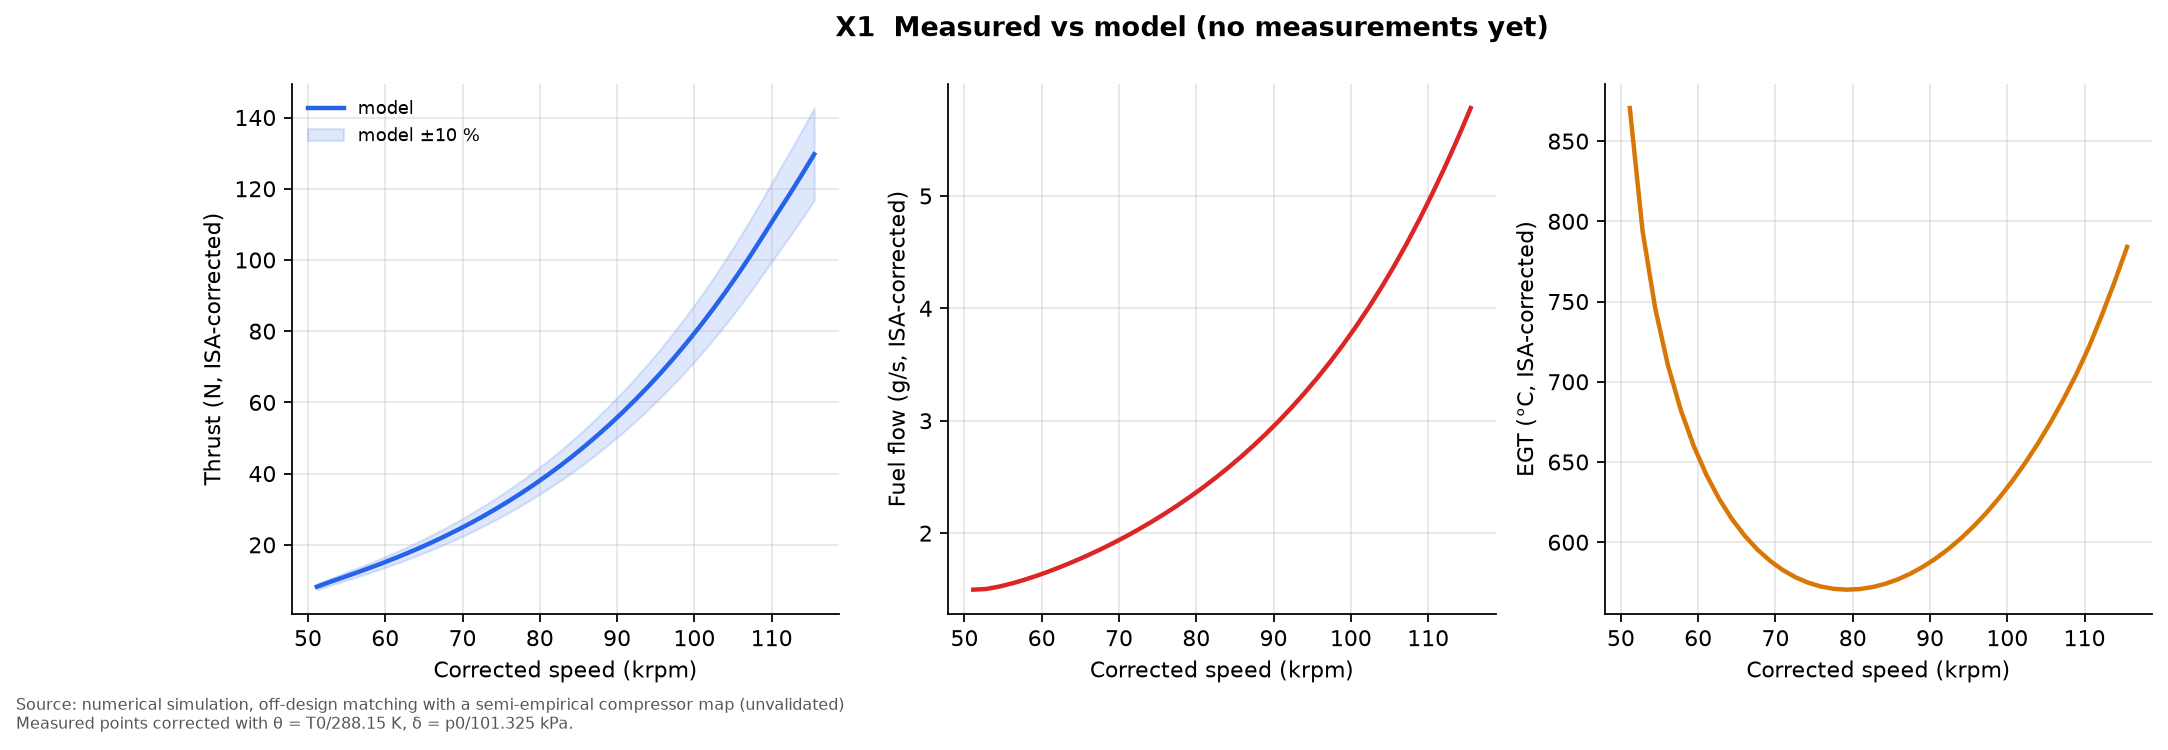 X1  Measured vs model (no measurements yet)
model
model ±10 %
Thrust (N, ISA-corrected)
140
120
100
80
60
40
20
50 60 70 80 90 100 110
Corrected speed (krpm)
Fuel flow (g/s, ISA-corrected)
5
4
3
2
50 60 70 80 90 100 110
Corrected speed (krpm)
EGT (°C, ISA-corrected)
850
800
750
700
650
600
50 60 70 80 90 100 110
Corrected speed (krpm)
Source: numerical simulation, off-design matching with a semi-empirical compressor map (unvalidated)
Measured points corrected with θ = T0/288.15 K, δ = p0/101.325 kPa.